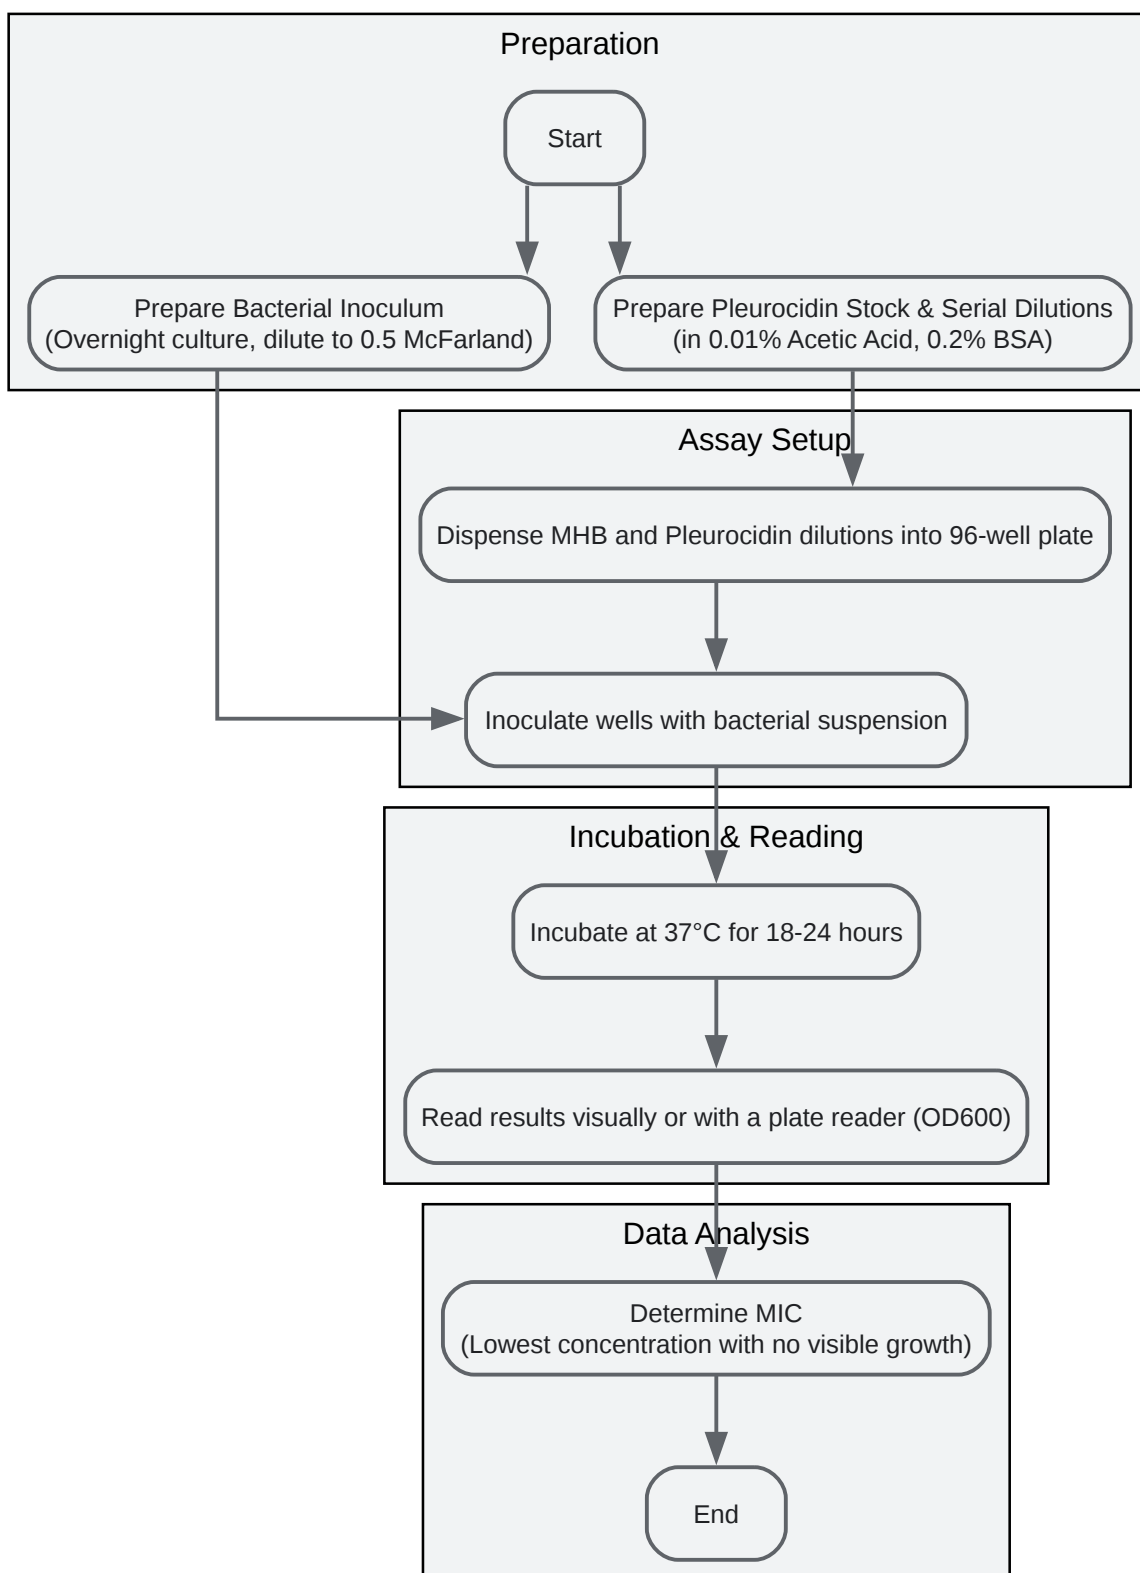 Preparation
Start
Prepare Bacterial Inoculum
(Overnight culture, dilute to 0.5 McFarland)
Prepare Pleurocidin Stock & Serial Dilutions
(in 0.01% Acetic Acid, 0.2% BSA)
Assay Setup
Dispense MHB and Pleurocidin dilutions into 96-well plate
Inoculate wells with bacterial suspension
Incubation & Reading
Incubate at 37°C for 18-24 hours
Read results visually or with a plate reader (OD600)
Data Analysis
Determine MIC
(Lowest concentration with no visible growth)
End